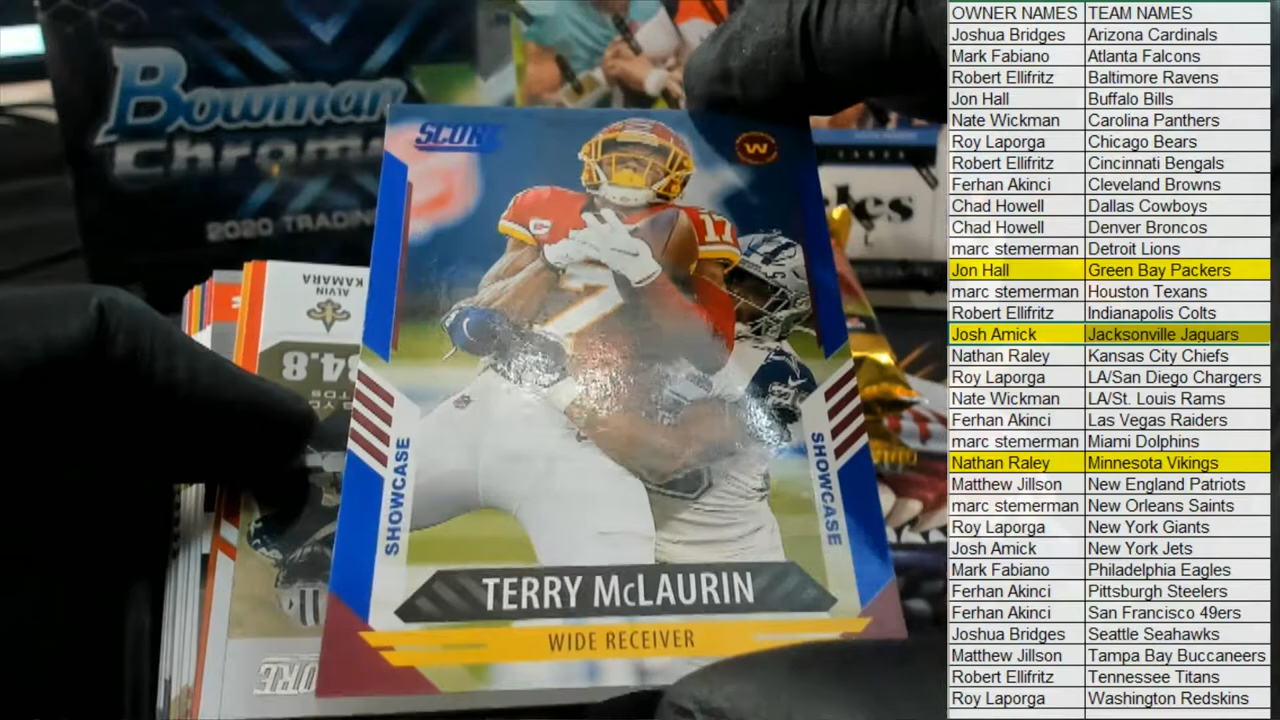 Bowman
Chrome
2020 TRADIN
SCORE
W
17
ALVIN
KAMARA
84.8
SHOWCASE
SHOWCASE
TERRY McLAURIN
WIDE RECEIVER
SCORE
OWNER NAMES TEAM NAMES
Joshua Bridges Arizona Cardinals
Mark Fabiano Atlanta Falcons
Robert Ellifritz Baltimore Ravens
Jon Hall Buffalo Bills
Nate Wickman Carolina Panthers
Roy Laporga Chicago Bears
Robert Ellifritz Cincinnati Bengals
Ferhan Akinci Cleveland Browns
Chad Howell Dallas Cowboys
Chad Howell Denver Broncos
marc stemerman Detroit Lions
Jon Hall Green Bay Packers
marc stemerman Houston Texans
Robert Ellifritz Indianapolis Colts
Josh Amick Jacksonville Jaguars
Nathan Raley Kansas City Chiefs
Roy Laporga LA/San Diego Chargers
Nate Wickman LA/St. Louis Rams
Ferhan Akinci Las Vegas Raiders
marc stemerman Miami Dolphins
Nathan Raley Minnesota Vikings
Matthew Jillson New England Patriots
marc stemerman New Orleans Saints
Roy Laporga New York Giants
Josh Amick New York Jets
Mark Fabiano Philadelphia Eagles
Ferhan Akinci Pittsburgh Steelers
Ferhan Akinci San Francisco 49ers
Joshua Bridges Seattle Seahawks
Matthew Jillson Tampa Bay Buccaneers
Robert Ellifritz Tennessee Titans
Roy Laporga Washington Redskins